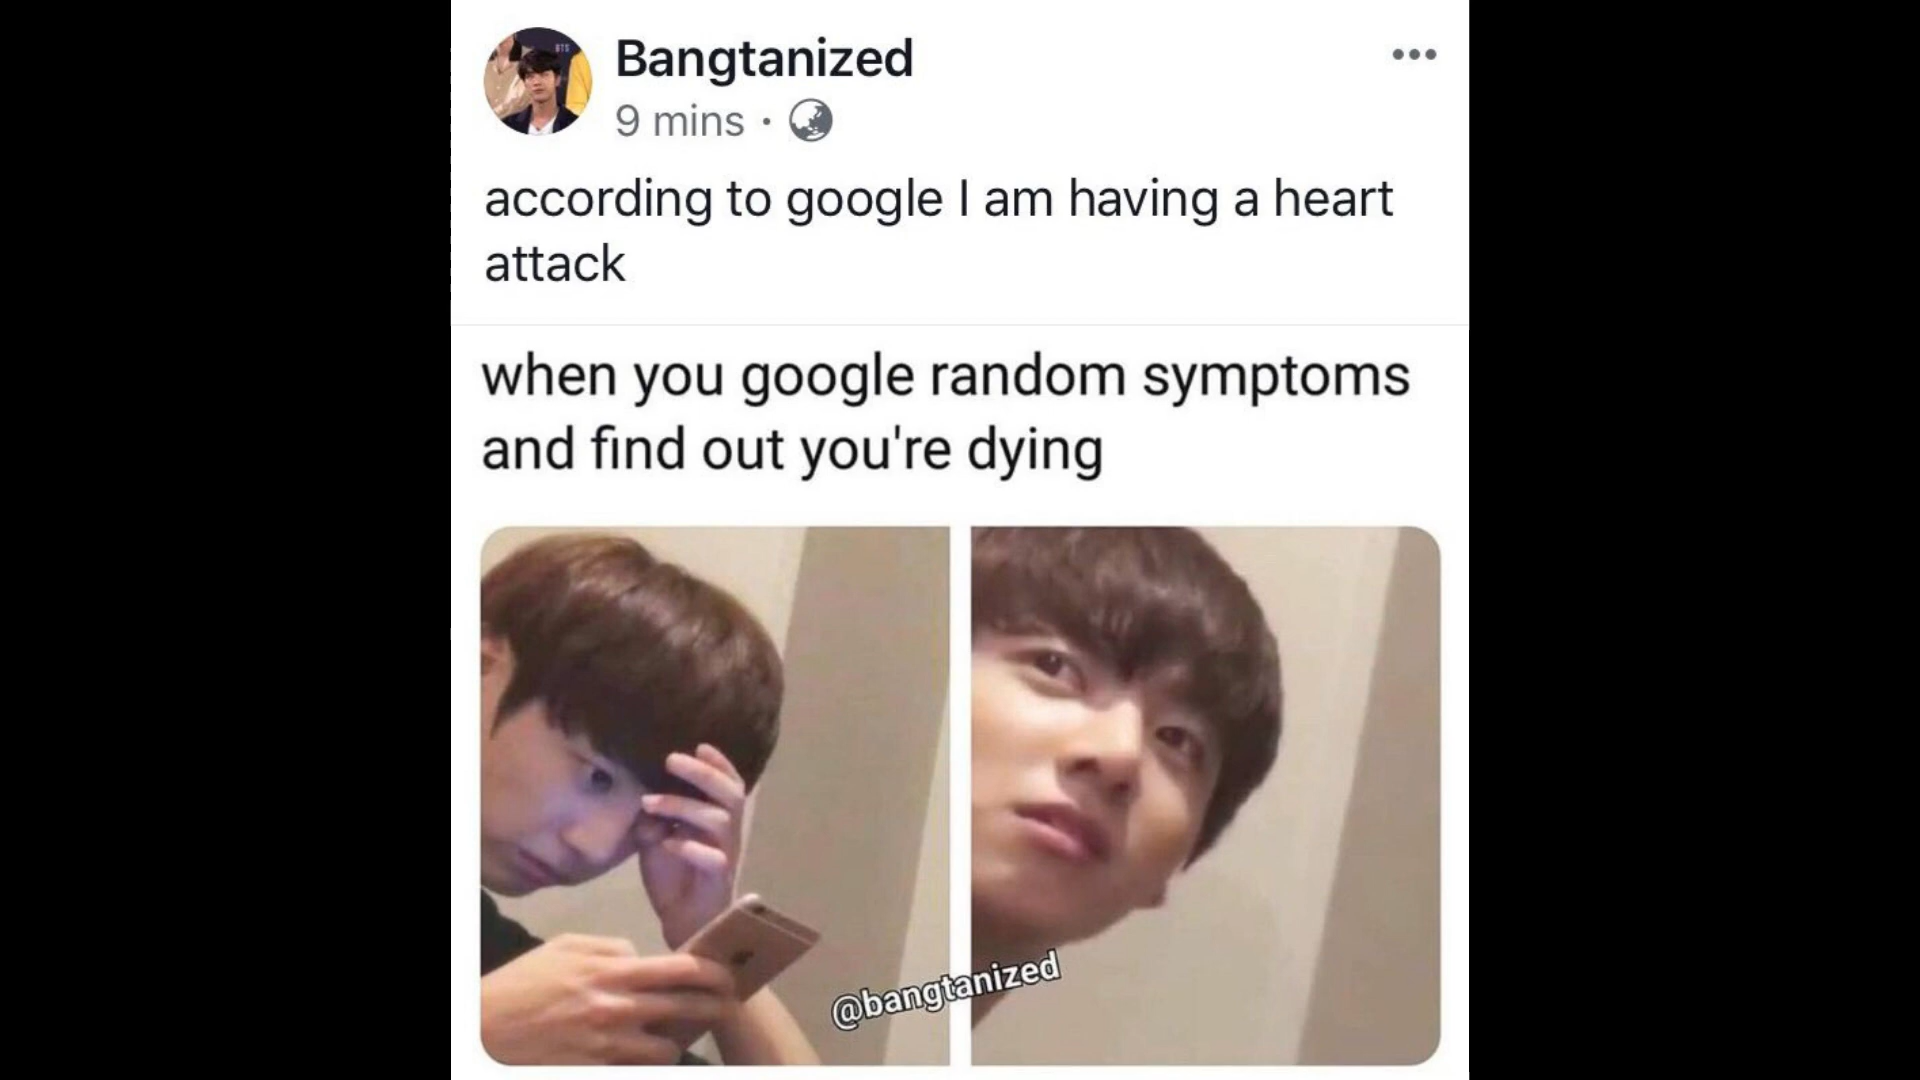 Bangtanized
9 mins ·
according to google I am having a heart
attack
when you google random symptoms
and find out you're dying
@bangtanized
BTS